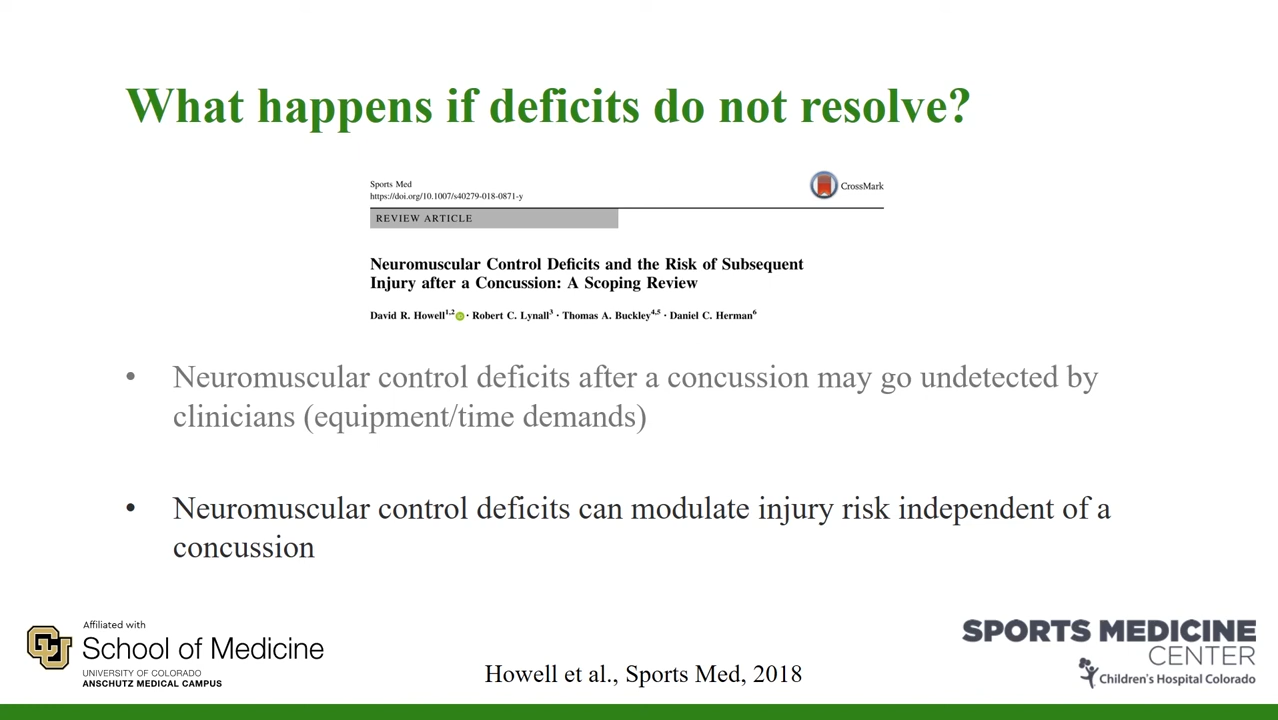 What happens if deficits do not resolve?
Sports Med
https://doi.org/10.1007/s40279-018-0871-y
CrossMark
REVIEW ARTICLE
Neuromuscular Control Deficits and the Risk of Subsequent
Injury after a Concussion: A Scoping Review
David R. Howell1,2 · Robert C. Lynall3 · Thomas A. Buckley4,5 · Daniel C. Herman6
• Neuromuscular control deficits after a concussion may go undetected by
clinicians (equipment/time demands)
• Neuromuscular control deficits can modulate injury risk independent of a
concussion
Affiliated with
CU
School of Medicine
UNIVERSITY OF COLORADO
ANSCHUTZ MEDICAL CAMPUS
Howell et al., Sports Med, 2018
SPORTS MEDICINE
CENTER
Children's Hospital Colorado